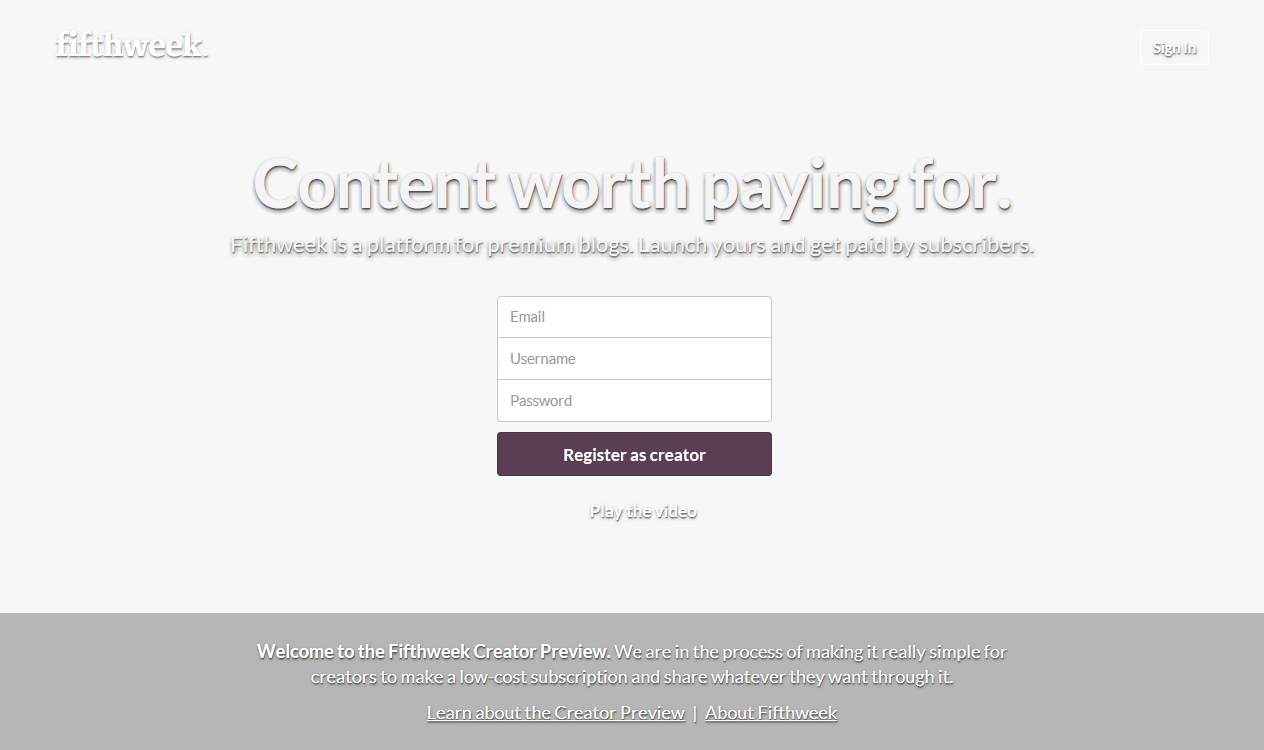 fifthweek.
Sign In
Content worth paying for.
Fifthweek is a platform for premium blogs. Launch yours and get paid by subscribers.
Email
Username
Password
Register as creator
Play the video
Welcome to the Fifthweek Creator Preview. We are in the process of making it really simple for
creators to make a low-cost subscription and share whatever they want through it.
Learn about the Creator Preview | About Fifthweek